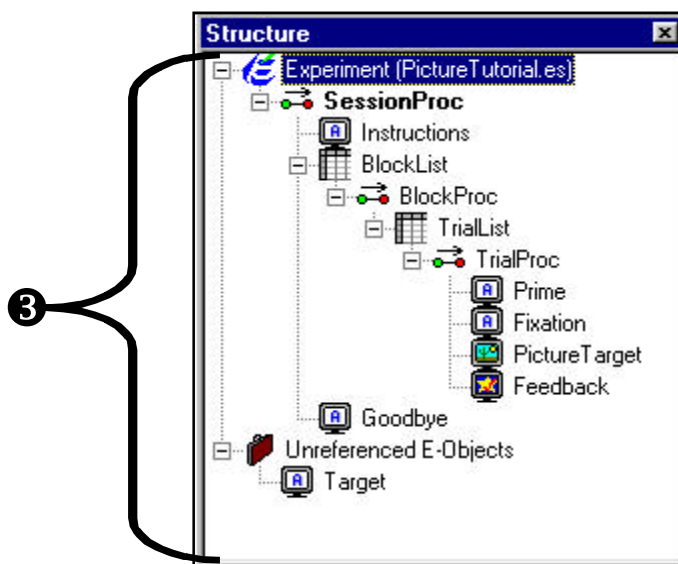 Structure
Experiment (PictureTutorial.es)
SessionProc
Instructions
BlockList
BlockProc
TrialList
TrialProc
Prime
Fixation
❸
PictureTarget
Feedback
Goodbye
Unreferenced E-Objects
Target